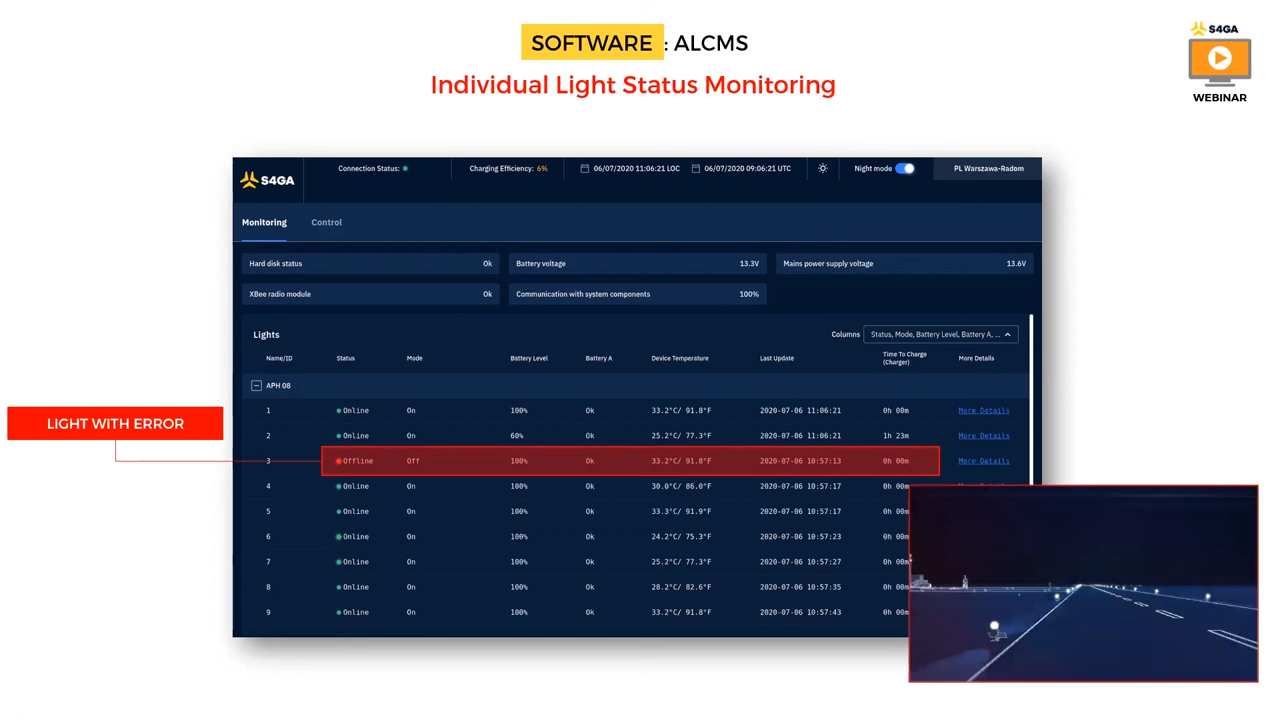 SOFTWARE : ALCMS
Individual Light Status Monitoring
S4GA
WEBINAR
S4GA
Connection Status:
Charging Efficiency: 6%
06/07/2020 11:06:21 LOC
06/07/2020 09:06:21 UTC
Night mode
PL Warszawa-Radom
Monitoring Control
Hard disk status Ok
Battery voltage 13.3V
Mains power supply voltage 13.6V
XBee radio module Ok
Communication with system components 100%
Lights
Columns Status, Mode, Battery Level, Battery A, ...
Name/ID Status Mode Battery Level Battery A Device Temperature Last Update Time To Charge (Charger) More Details
APH 08
1 Online On 100% Ok 33.2°C/ 91.8°F 2020-07-06 11:06:21 0h 00m More Details
2 Online On 60% Ok 25.2°C/ 77.3°F 2020-07-06 11:06:21 1h 23m More Details
LIGHT WITH ERROR
3 Offline Off 100% Ok 33.2°C/ 91.8°F 2020-07-06 10:57:13 0h 00m More Details
4 Online On 100% Ok 30.0°C/ 86.0°F 2020-07-06 10:57:17 0h 00m
5 Online On 100% Ok 33.3°C/ 91.9°F 2020-07-06 10:57:17 0h 00m
6 Online On 100% Ok 24.2°C/ 75.3°F 2020-07-06 10:57:23 0h 00m
7 Online On 100% Ok 25.2°C/ 77.3°F 2020-07-06 10:57:27 0h 00m
8 Online On 100% Ok 28.2°C/ 82.6°F 2020-07-06 10:57:35 0h 00m
9 Online On 100% Ok 33.2°C/ 91.8°F 2020-07-06 10:57:43 0h 00m